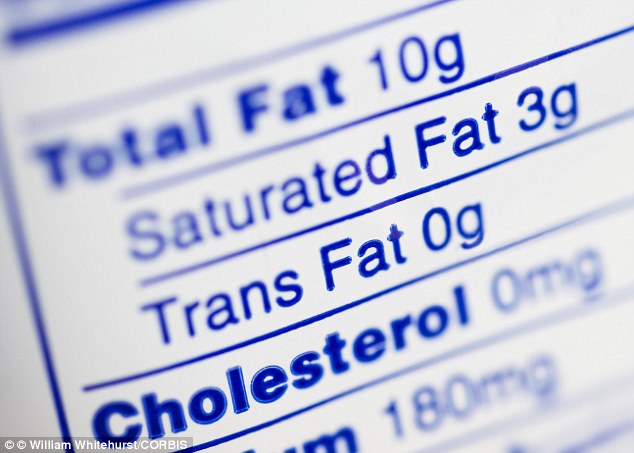 Total Fat 10g
Saturated Fat 3g
Trans Fat 0g
Cholesterol 0mg
180mg
© William Whitehurst/CORBIS